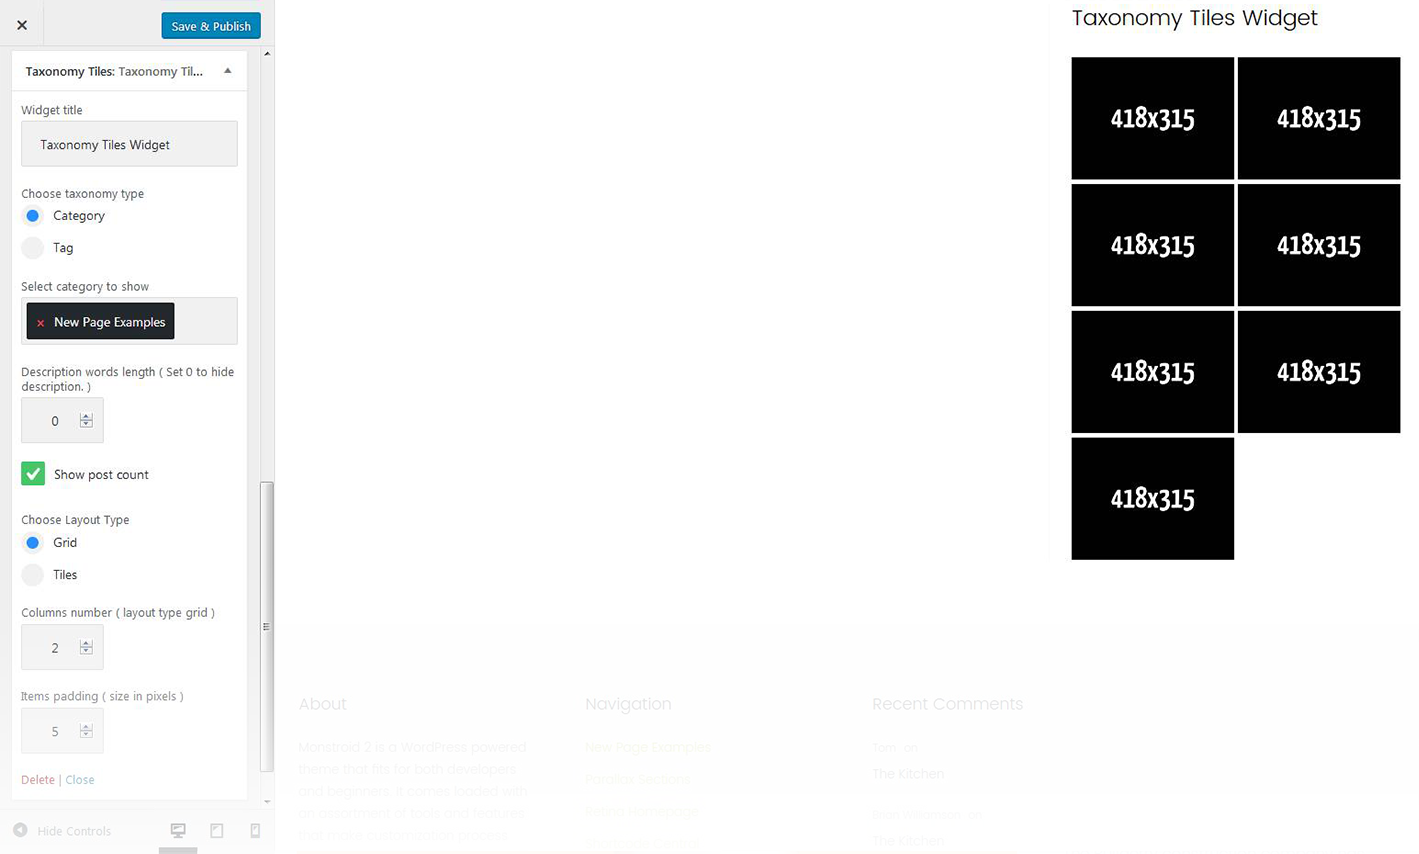 Save & Publish
Taxonomy Tiles: Taxonomy Til...
Widget title
Taxonomy Tiles Widget
Choose taxonomy type
Category
Tag
Select category to show
× New Page Examples
Description words length ( Set 0 to hide
description. )
0
Show post count
Choose Layout Type
Grid
Tiles
Columns number ( layout type grid )
2
Items padding ( size in pixels )
5
Delete | Close
Hide Controls
Taxonomy Tiles Widget
418x315 418x315
418x315 418x315
418x315 418x315
418x315
About
Monstroid 2 is a WordPress powered
theme that fits for both developers
and beginners. It comes loaded with
an assortment of tools and features
that make customization process
Navigation
New Page Examples
Parallax Sections
Recent Comments
Tom on
The Kitchen
on
The Kitchen